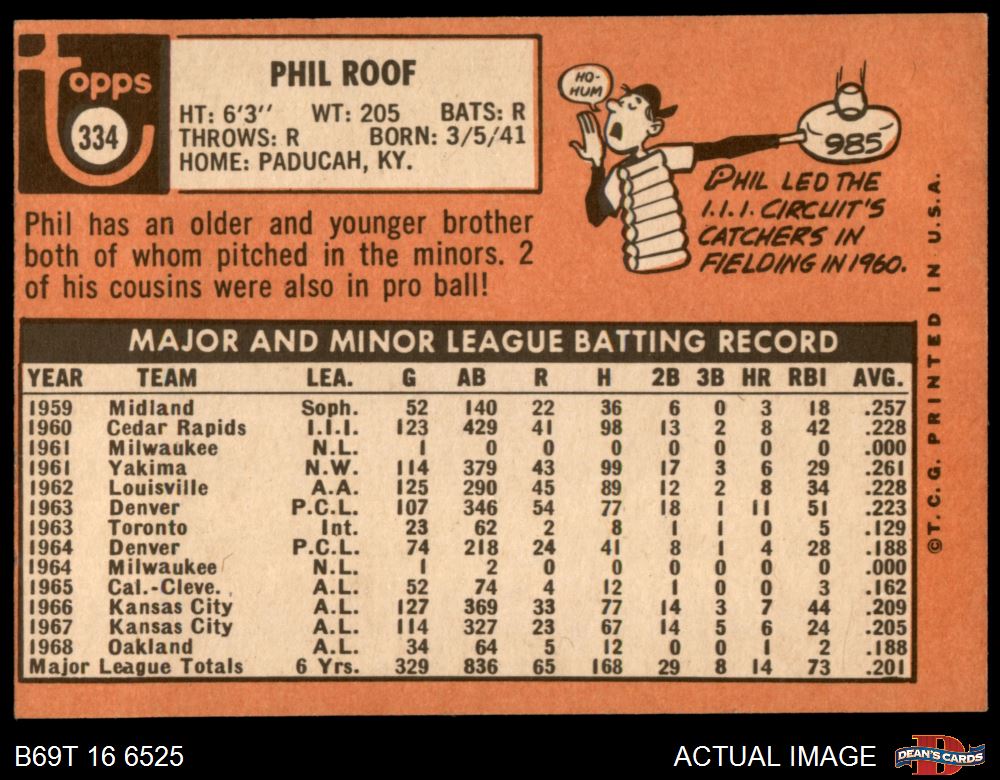 topps
334
PHIL ROOF
HT: 6'3'' WT: 205 BATS: R
THROWS: R BORN: 3/5/41
HOME: PADUCAH, KY.
Phil has an older and younger brother
both of whom pitched in the minors. 2
of his cousins were also in pro ball!
HO-
HUM
985
PHIL LED THE
I.I.I. CIRCUIT'S
CATCHERS IN
FIELDING IN 1960.
MAJOR AND MINOR LEAGUE BATTING RECORD
YEAR TEAM LEA. G AB R H 2B 3B HR RBI AVG.
1959 Midland Soph. 52 140 22 36 6 0 3 18 .257
1960 Cedar Rapids I.I.I. 123 429 41 98 13 2 8 42 .228
1961 Milwaukee N.L. 1 0 0 0 0 0 0 0 .000
1961 Yakima N.W. 114 379 43 99 17 3 6 29 .261
1962 Louisville A.A. 125 290 45 89 12 2 8 34 .228
1963 Denver P.C.L. 107 346 54 77 18 1 11 51 .223
1963 Toronto Int. 23 62 2 8 1 1 0 5 .129
1964 Denver P.C.L. 74 218 24 41 8 1 4 28 .188
1964 Milwaukee N.L. 1 2 0 0 0 0 0 0 .000
1965 Cal.-Cleve. A.L. 52 74 4 12 1 0 0 3 .162
1966 Kansas City A.L. 127 369 33 77 14 3 7 44 .209
1967 Kansas City A.L. 114 327 23 67 14 5 6 24 .205
1968 Oakland A.L. 34 64 5 12 0 0 1 2 .188
Major League Totals 6 Yrs. 329 836 65 168 29 8 14 73 .201
©T.C.G. PRINTED IN U.S.A.
B69T 16 6525
ACTUAL IMAGE
DEAN'S CARDS